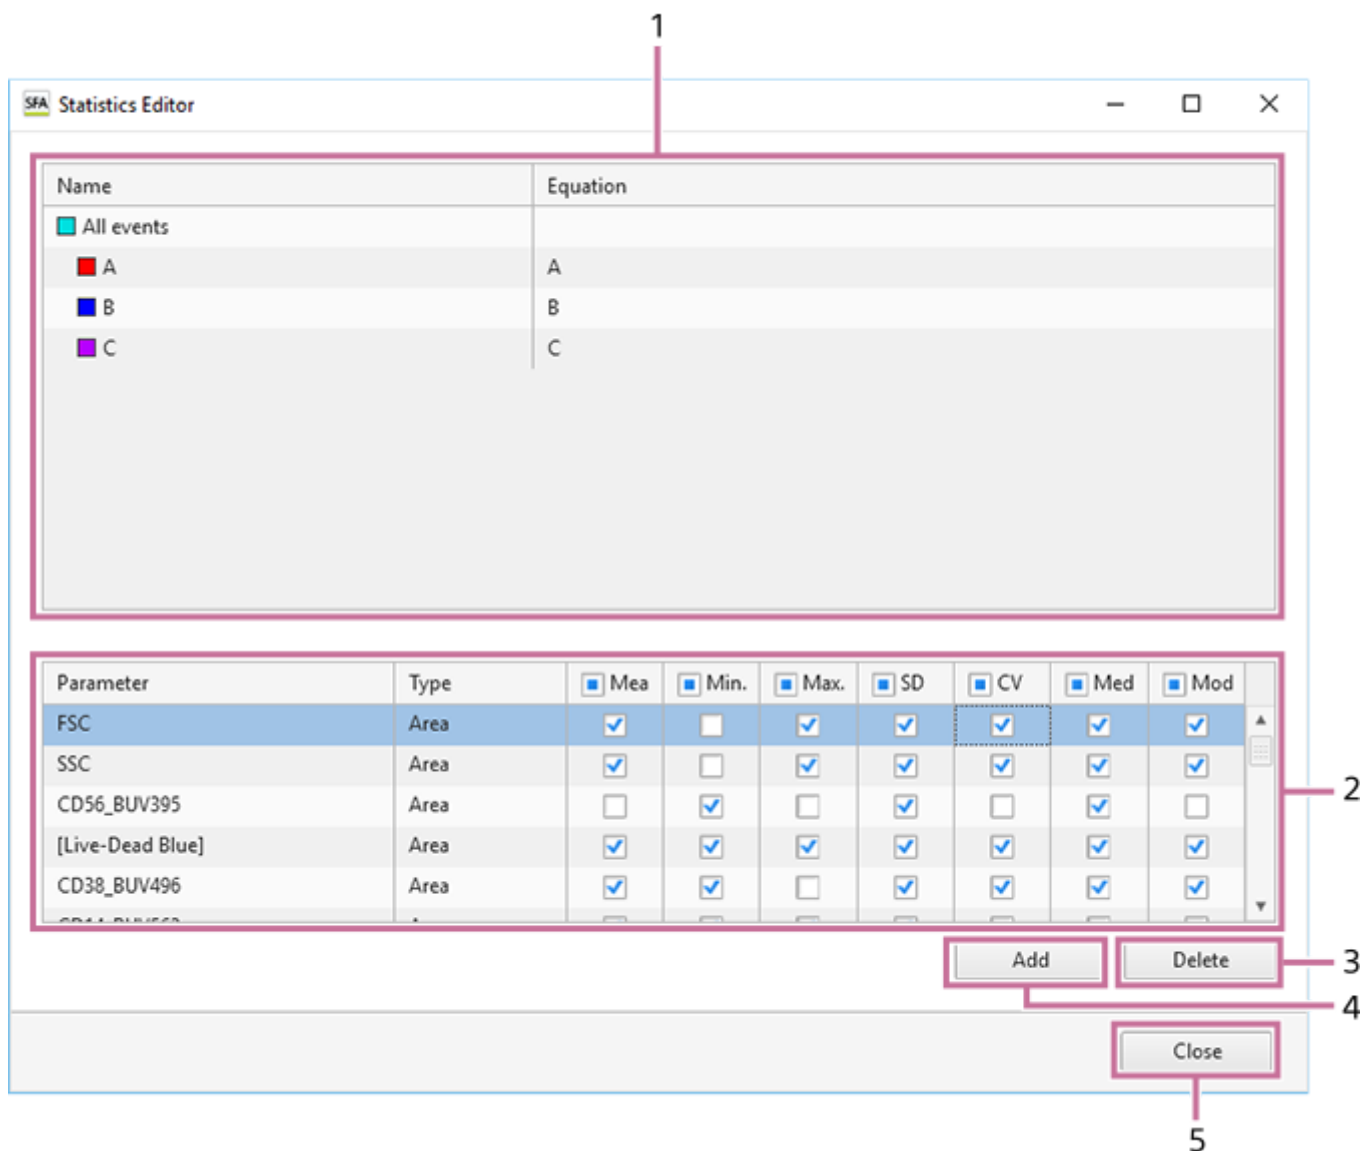 1
SFA Statistics Editor
Name Equation
All events
A A
B B
C C
Parameter Type Mea Min. Max. SD CV Med Mod
FSC Area
SSC Area
CD56_BUV395 Area
2
[Live-Dead Blue] Area
CD38_BUV496 Area
Add Delete 3
4
Close
5